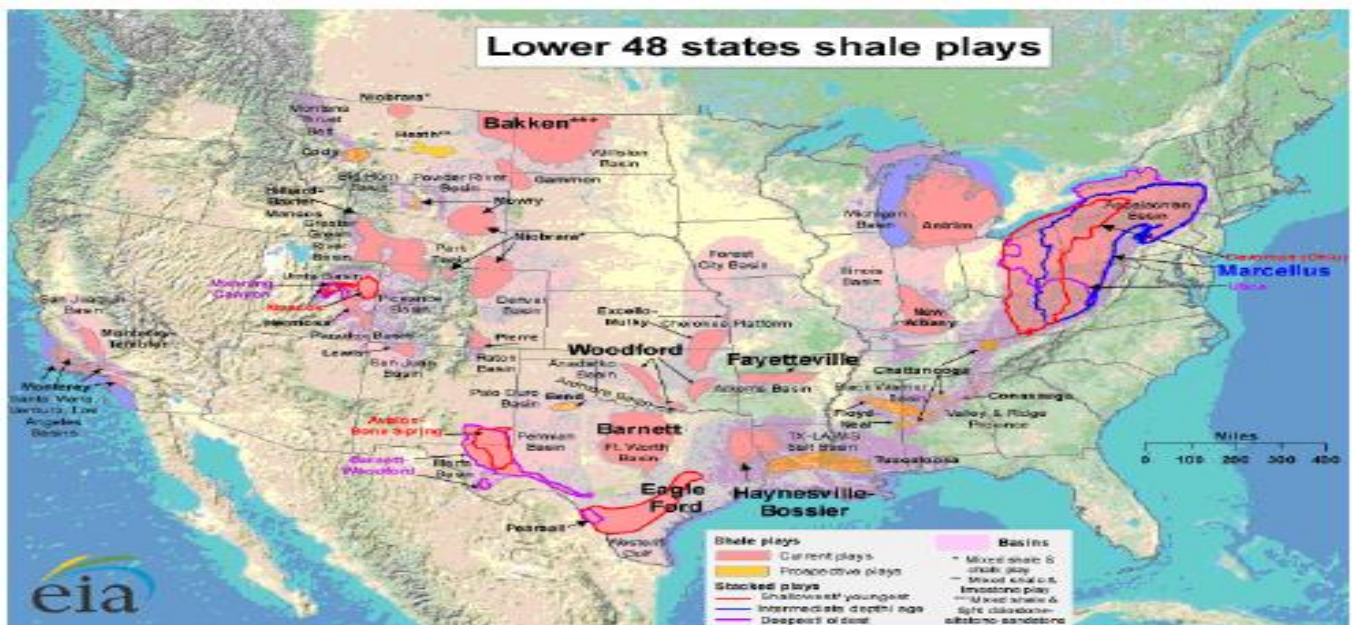 Lower 48 states shale plays
Niobrara*
Montana
Thrust
Belt
Bakken***
Heath**
Cody
Williston
Basin
Big Horn
Basin
Powder River
Basin
Gammon
Hilliard-
Baxter-
Mancos
Mowry
Michigan
Basin
Antrim
Appalachian
Basin
Greater
Green
River
Basin
Niobrara*
Park
Forest
City Basin
Illinois
Basin
Devonian (Ohio)
Marcellus
Utica
Uinta Basin
Manning
Canyon
Mancos
Piceance
Basin
Denver
Basin
San Joaquin
Basin
Hermosa
Paradox Basin
Excello-
Mulky
Cherokee Platform
New
Albany
Monterey-
Temblor
Lewis
San Juan
Basin
Pierre
Raton
Basin
Woodford
Anadarko
Basin
Fayetteville
Chattanooga
Monterey
Santa Maria,
Ventura, Los
Angeles
Basins
Palo Duro
Basin
Bend
Ardmore Basin
Arkoma Basin
Black Warrior
Basin
Conasauga
Floyd-
Neal
Valley & Ridge
Province
Avalon-
Bone Spring
Permian
Basin
Barnett
Ft. Worth
Basin
TX-LA-MS
Salt Basin
Tuscaloosa
Miles
0 100 200 300 400
Barnett-
Woodford
Marfa
Basin
Eagle
Ford
Haynesville-
Bossier
Pearsall
Western
Gulf
eia
Shale plays
Current plays
Prospective plays
Stacked plays
Shallowest/ youngest
Intermediate depth/ age
Deepest/ oldest
Basins
* Mixed shale &
chalk play
** Mixed shale &
limestone play
*** Mixed shale &
tight dolostone-
siltstone-sandstone